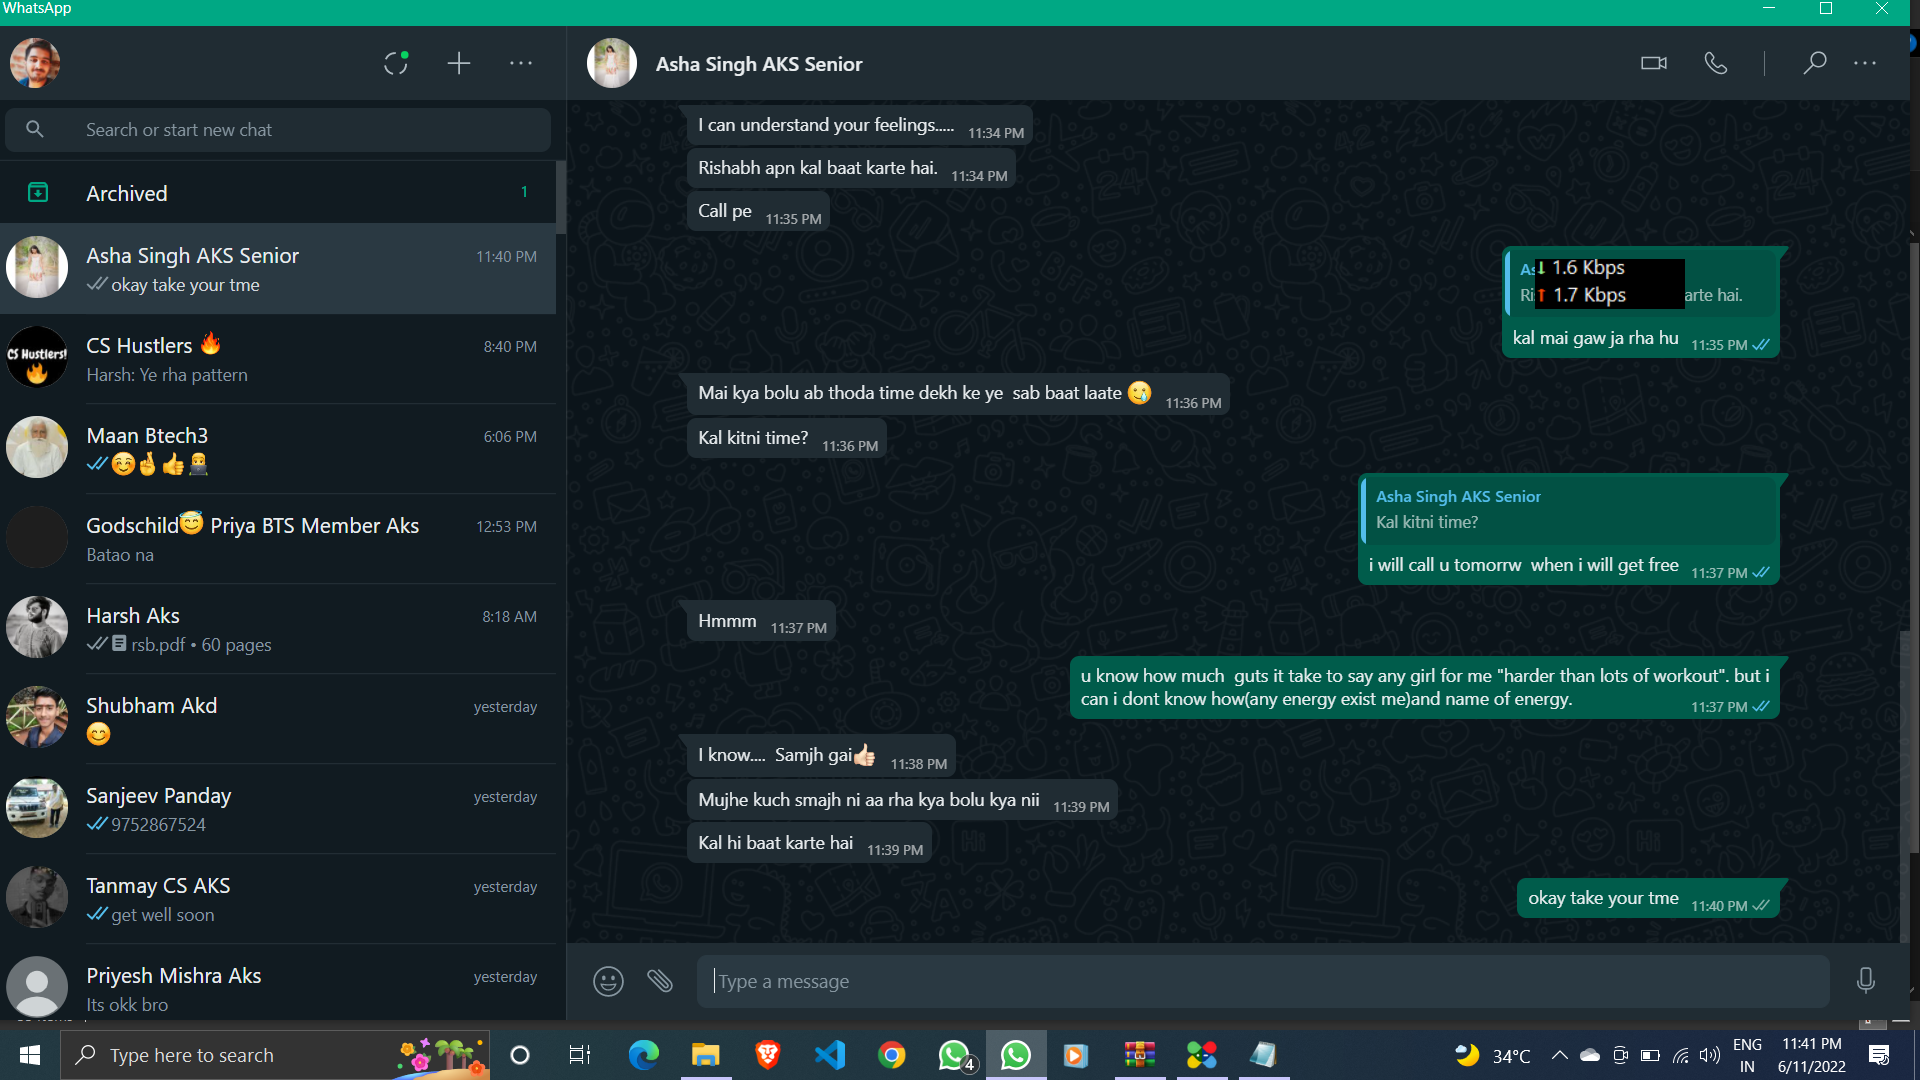 WhatsApp
Search or start new chat
Archived
1
Asha Singh AKS Senior
11:40 PM
okay take your tme
CS Hustlers!
CS Hustlers 🔥
8:40 PM
Harsh: Ye rha pattern
Maan Btech3
6:06 PM
😊🤞👍👨‍💻
Godschild😇 Priya BTS Member Aks
12:53 PM
Batao na
Harsh Aks
8:18 AM
rsb.pdf • 60 pages
Shubham Akd
yesterday
😊
Sanjeev Panday
yesterday
9752867524
Tanmay CS AKS
yesterday
get well soon
Priyesh Mishra Aks
yesterday
Its okk bro
Asha Singh AKS Senior
I can understand your feelings..... 11:34 PM
Rishabh apn kal baat karte hai. 11:34 PM
Call pe 11:35 PM
As
↓ 1.6 Kbps
Ri
↑ 1.7 Kbps
arte hai.
kal mai gaw ja rha hu 11:35 PM
Mai kya bolu ab thoda time dekh ke ye  sab baat laate 🥲 11:36 PM
Kal kitni time? 11:36 PM
Asha Singh AKS Senior
Kal kitni time?
i will call u tomorrw  when i will get free 11:37 PM
Hmmm 11:37 PM
u know how much  guts it take to say any girl for me "harder than lots of workout". but i
can i dont know how(any energy exist me)and name of energy. 11:37 PM
I know....  Samjh gai👍🏻 11:38 PM
Mujhe kuch smajh ni aa rha kya bolu kya nii 11:39 PM
Kal hi baat karte hai 11:39 PM
okay take your tme 11:40 PM
Type a message
Type here to search
4
34°C
ENG
IN
11:41 PM
6/11/2022